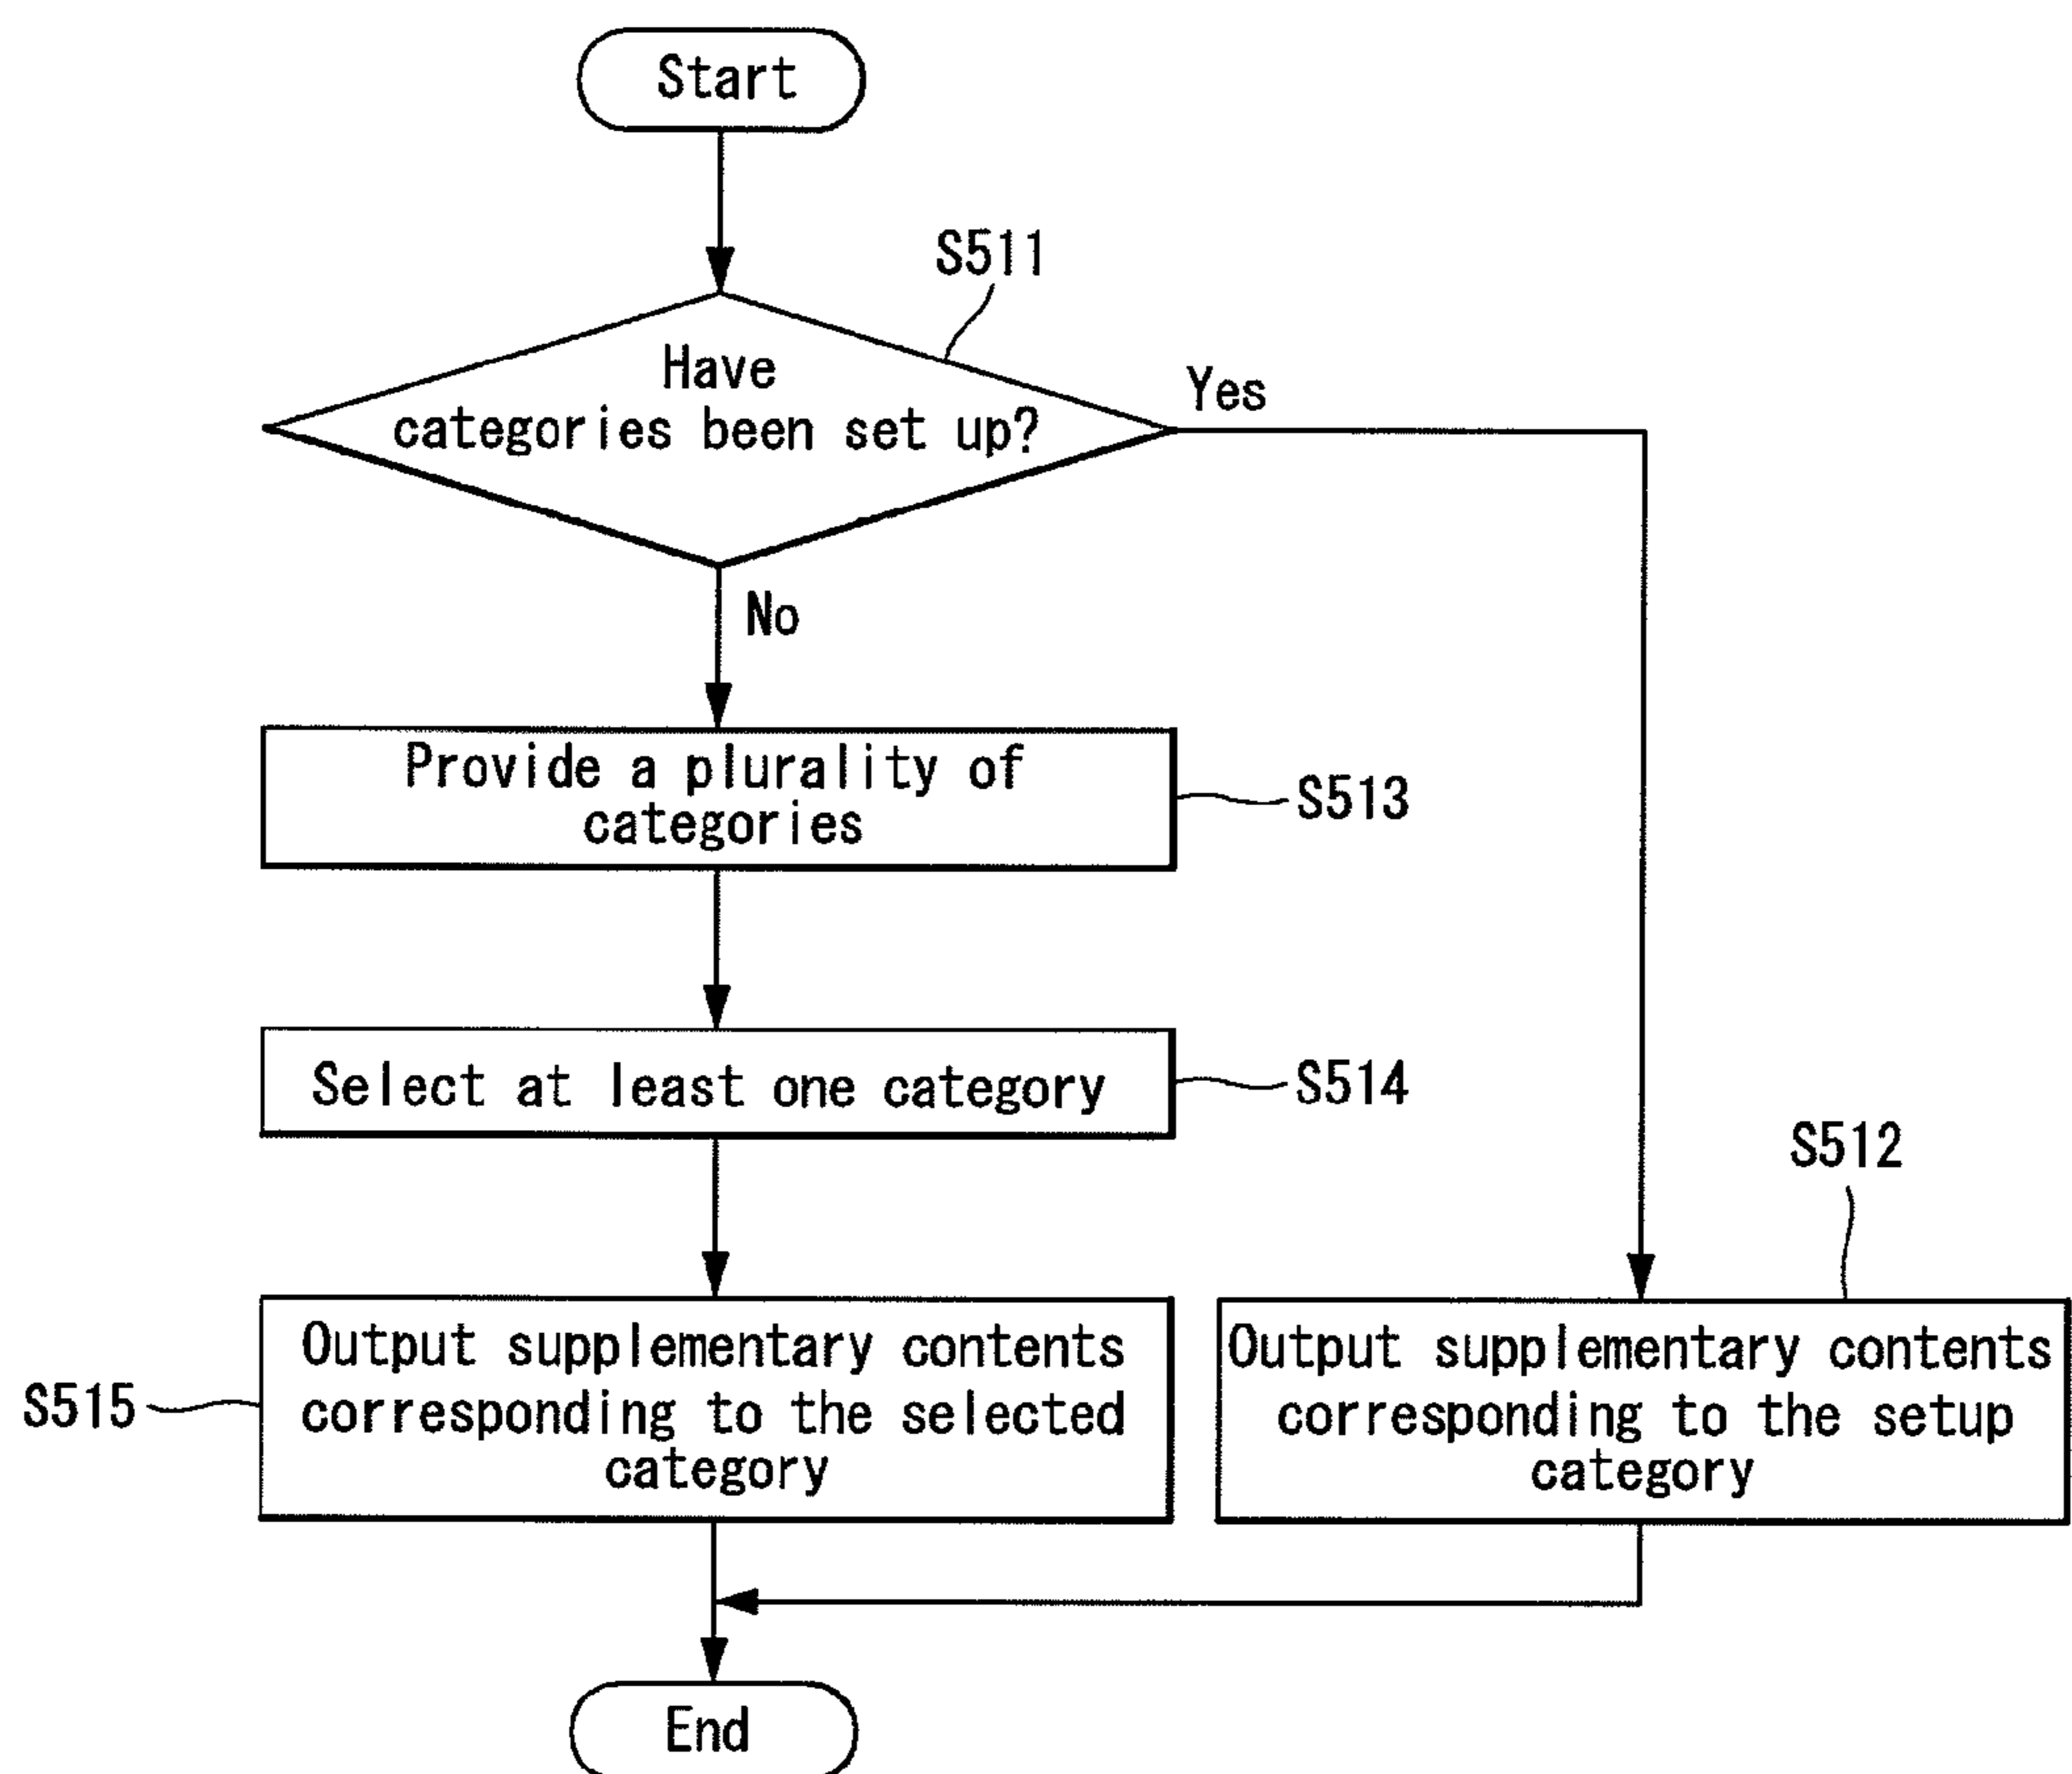 Start
S511
Have
categories been set up?
Yes
No
Provide a plurality of
categories
S513
Select at least one category
S514
S512
Output supplementary contents
corresponding to the selected
category
S515
Output supplementary contents
corresponding to the setup
category
End